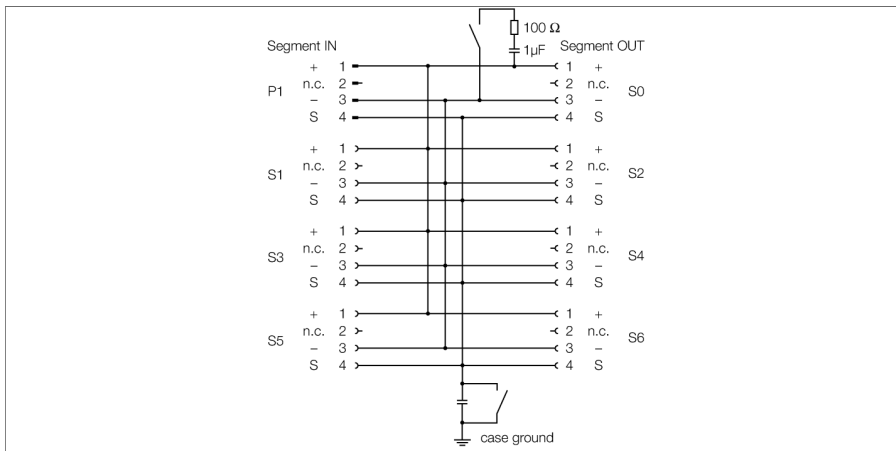 100 Ω
Segment IN
1µF
Segment OUT
+ 1
1 +
n.c. 2
2 n.c.
P1
S0
– 3
3 –
S 4
4 S
+ 1
1 +
n.c. 2
2 n.c.
S1
S2
– 3
3 –
S 4
4 S
+ 1
1 +
n.c. 2
2 n.c.
S3
S4
– 3
3 –
S 4
4 S
+ 1
1 +
n.c. 2
2 n.c.
S5
S6
– 3
3 –
S 4
4 S
case ground